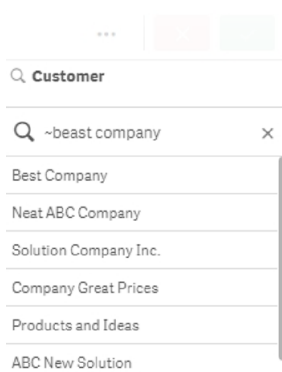 Customer
~beast company
Best Company
Neat ABC Company
Solution Company Inc.
Company Great Prices
Products and Ideas
ABC New Solution